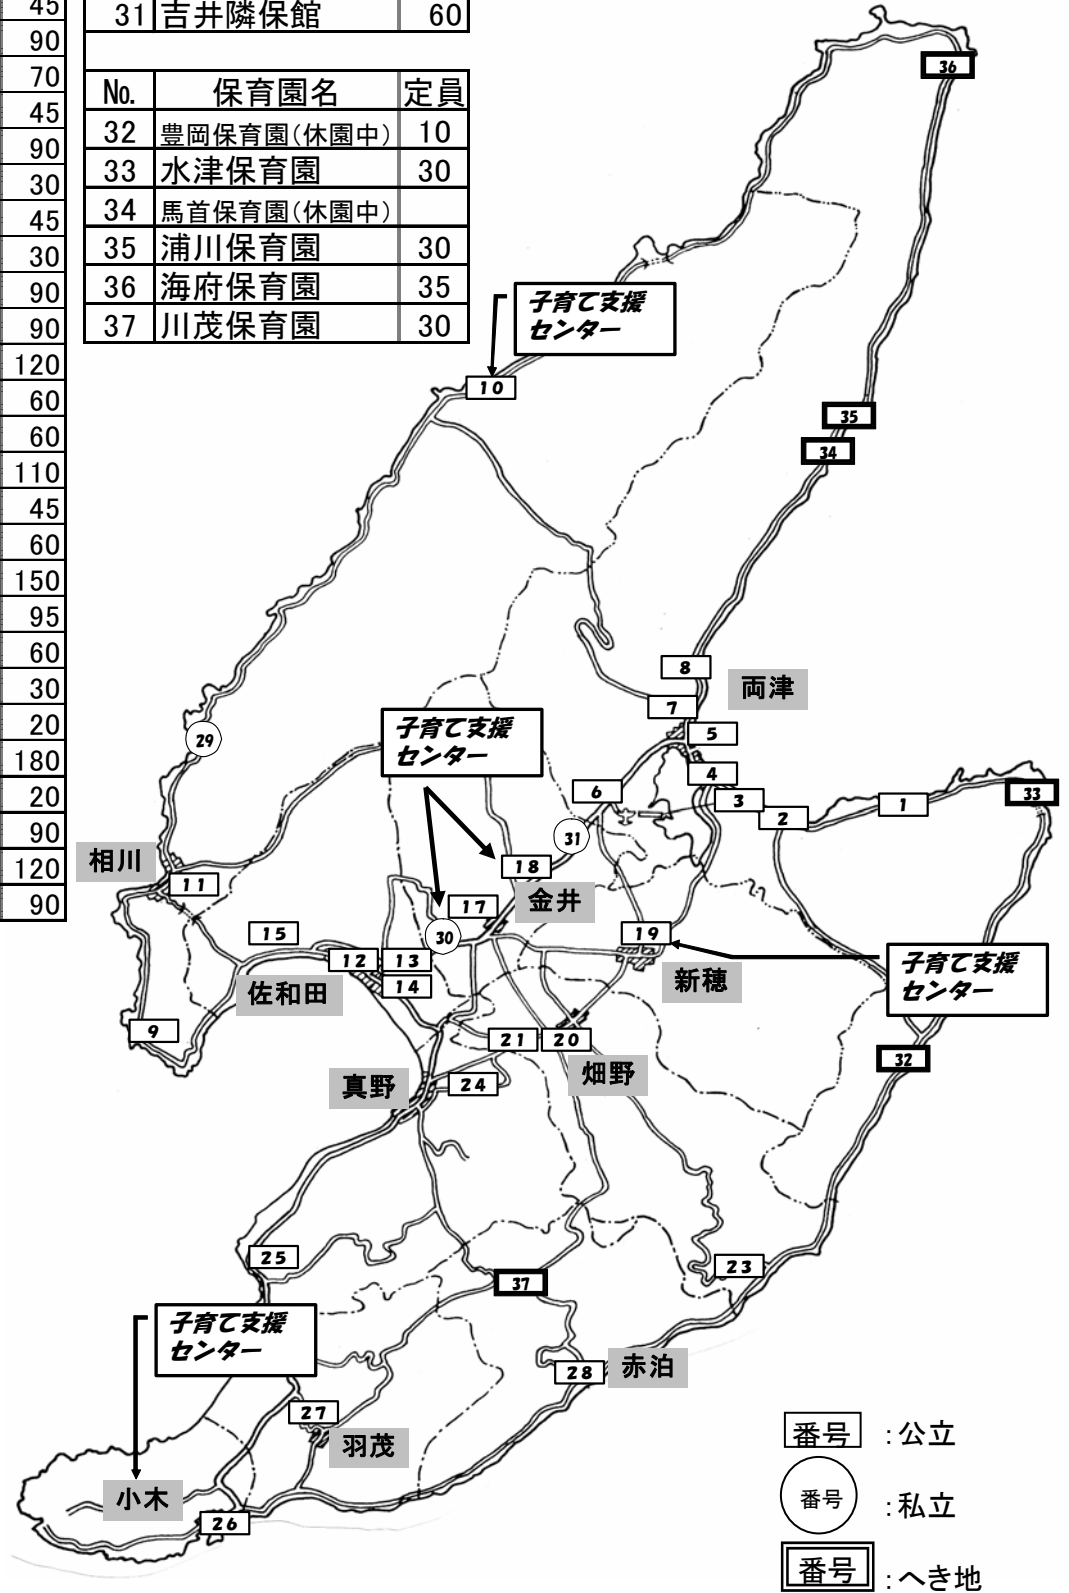 45
90
70
45
90
30
45
30
90
90
120
60
60
110
45
60
150
95
60
30
20
180
20
90
120
90
31 吉井隣保館 60
No. 保育園名 定員
32 豊岡保育園(休園中) 10
33 水津保育園 30
34 馬首保育園(休園中)
35 浦川保育園 30
36 海府保育園 35
37 川茂保育園 30
36
子育て支援
センター
10
35
34
8
両津
7
5
29
子育て支援
センター
4
6
3
33
1
2
31
相川
18
11
金井
17
15
30
19
12
13
子育て支援
センター
新穂
14
佐和田
9
21
20
32
畑野
真野
24
25
23
37
子育て支援
センター
28
赤泊
27
羽茂
小木
26
番号 :公立
番号 :私立
番号 :へき地